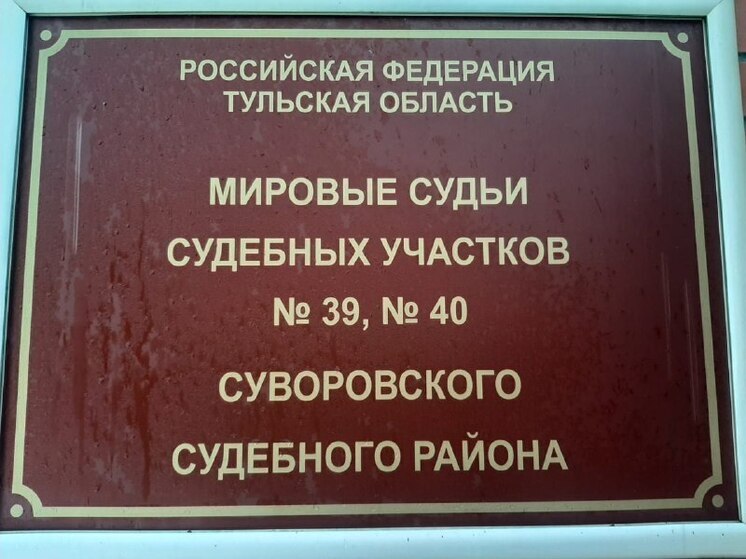 РОССИЙСКАЯ ФЕДЕРАЦИЯ
ТУЛЬСКАЯ ОБЛАСТЬ
МИРОВЫЕ СУДЬИ
СУДЕБНЫХ УЧАСТКОВ
№ 39, № 40
СУВОРОВСКОГО
СУДЕБНОГО РАЙОНА